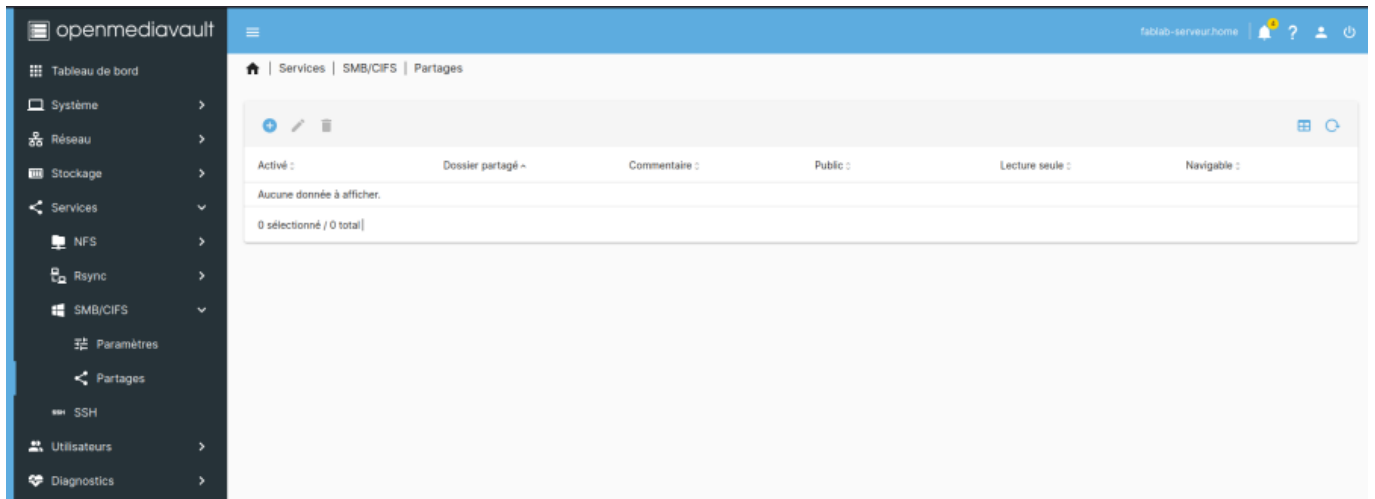 openmediavault
fablab-serveur.home | 4 ?
Tableau de bord
Services | SMB/CIFS | Partages
Système
Réseau
Stockage
Services
NFS
Rsync
SMB/CIFS
Paramètres
Partages
SSH
Utilisateurs
Diagnostics
Activé Dossier partagé Commentaire Public Lecture seule Navigable
Aucune donnée à afficher.
0 sélectionné / 0 total